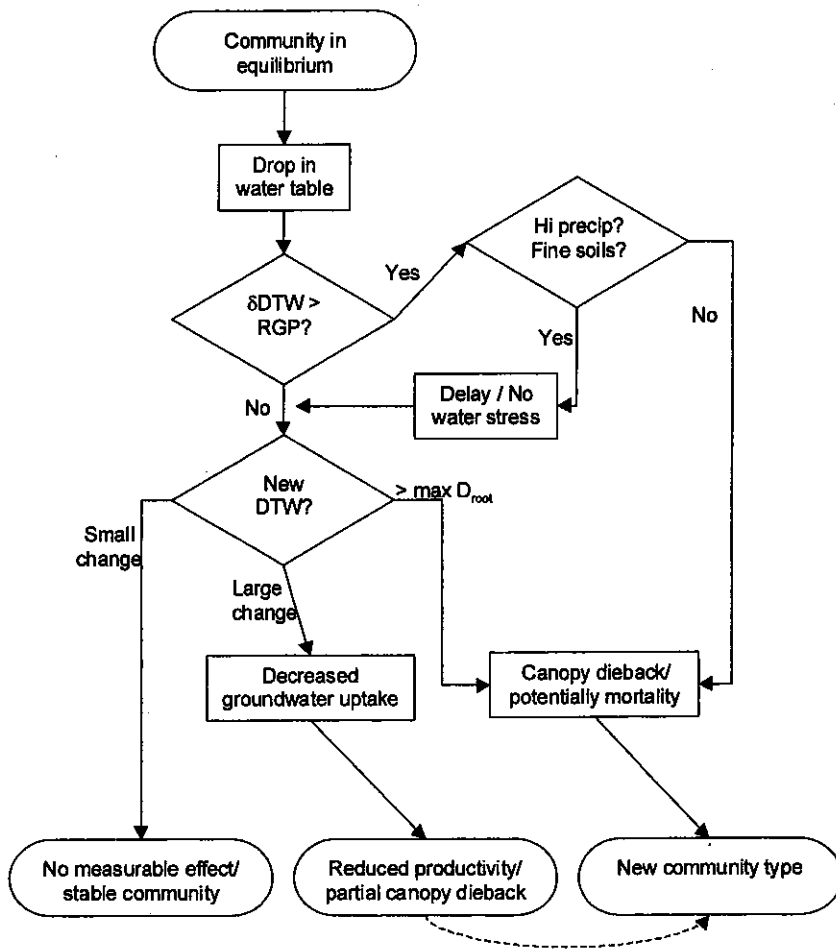 Community in
equilibrium
Drop in
water table
Hi precip?
Fine soils?
Yes
δDTW >
RGP?
No
Yes
Delay / No
water stress
No
New
DTW?
> max D_root
Small
change
Large
change
Decreased
groundwater uptake
Canopy dieback/
potentially mortality
No measurable effect/
stable community
Reduced productivity/
partial canopy dieback
New community type